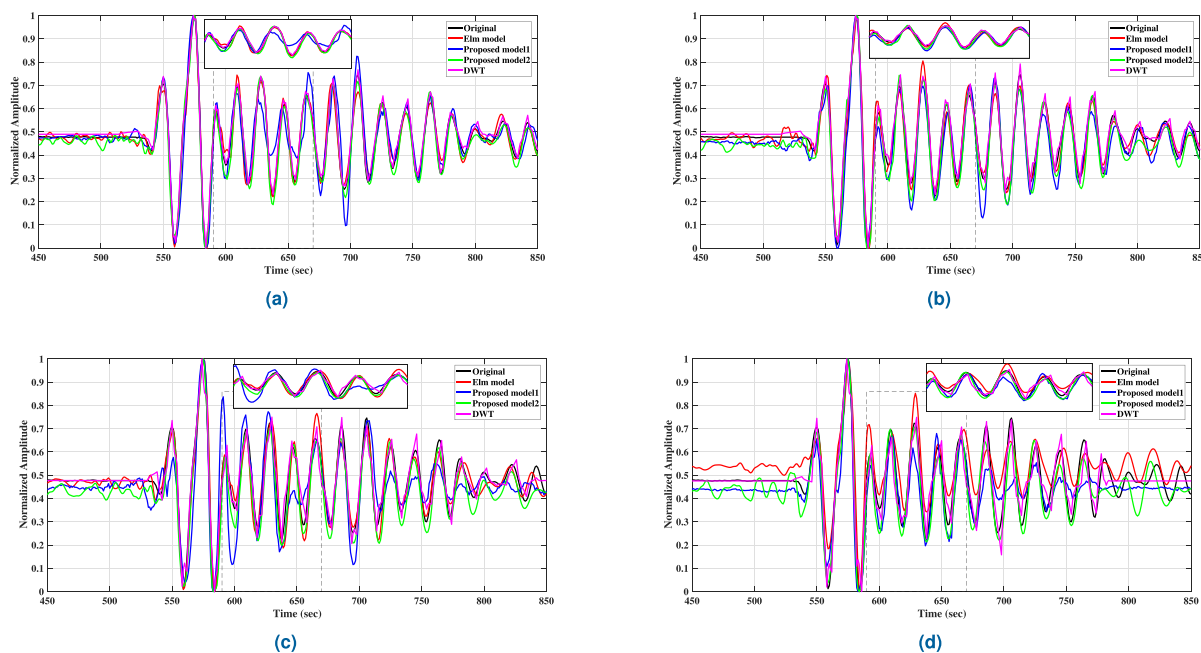 1
0.9
0.8
0.7
0.6
0.5
0.4
0.3
0.2
0.1
0
Normalized Amplitude
450 500 550 600 650 700 750 800 850
Time (sec)
Original
Elm model
Proposed model1
Proposed model2
DWT
(a)
1
0.9
0.8
0.7
0.6
0.5
0.4
0.3
0.2
0.1
0
Normalized Amplitude
450 500 550 600 650 700 750 800 850
Time (sec)
Original
Elm model
Proposed model1
Proposed model2
DWT
(b)
1
0.9
0.8
0.7
0.6
0.5
0.4
0.3
0.2
0.1
0
Normalized Amplitude
450 500 550 600 650 700 750 800 850
Time (sec)
Original
Elm model
Proposed model1
Proposed model2
DWT
(c)
1
0.9
0.8
0.7
0.6
0.5
0.4
0.3
0.2
0.1
0
Normalized Amplitude
450 500 550 600 650 700 750 800 850
Time (sec)
Original
Elm model
Proposed model1
Proposed model2
DWT
(d)